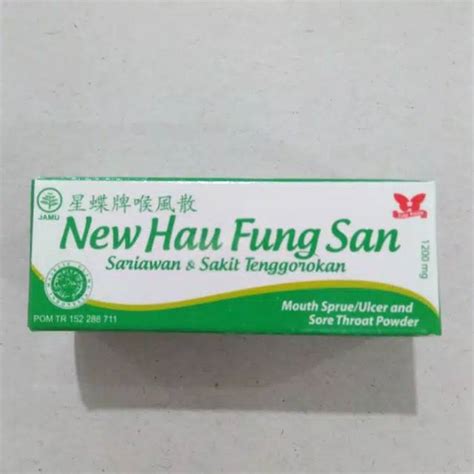 星蝶牌喉風散
JAMU
New Hau Fung San
Sariawan & Sakit Tenggorokan
1200 mg
Mouth Sprue/Ulcer and
Sore Throat Powder
POM TR 152 288 711